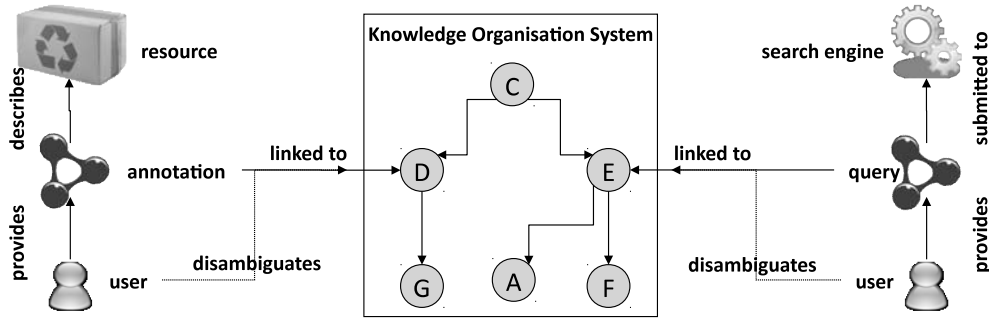 Knowledge Organisation System
resource
search engine
describes
submitted to
C
linked to
linked to
annotation
D
E
query
provides
provides
disambiguates
disambiguates
user
user
G
A
F